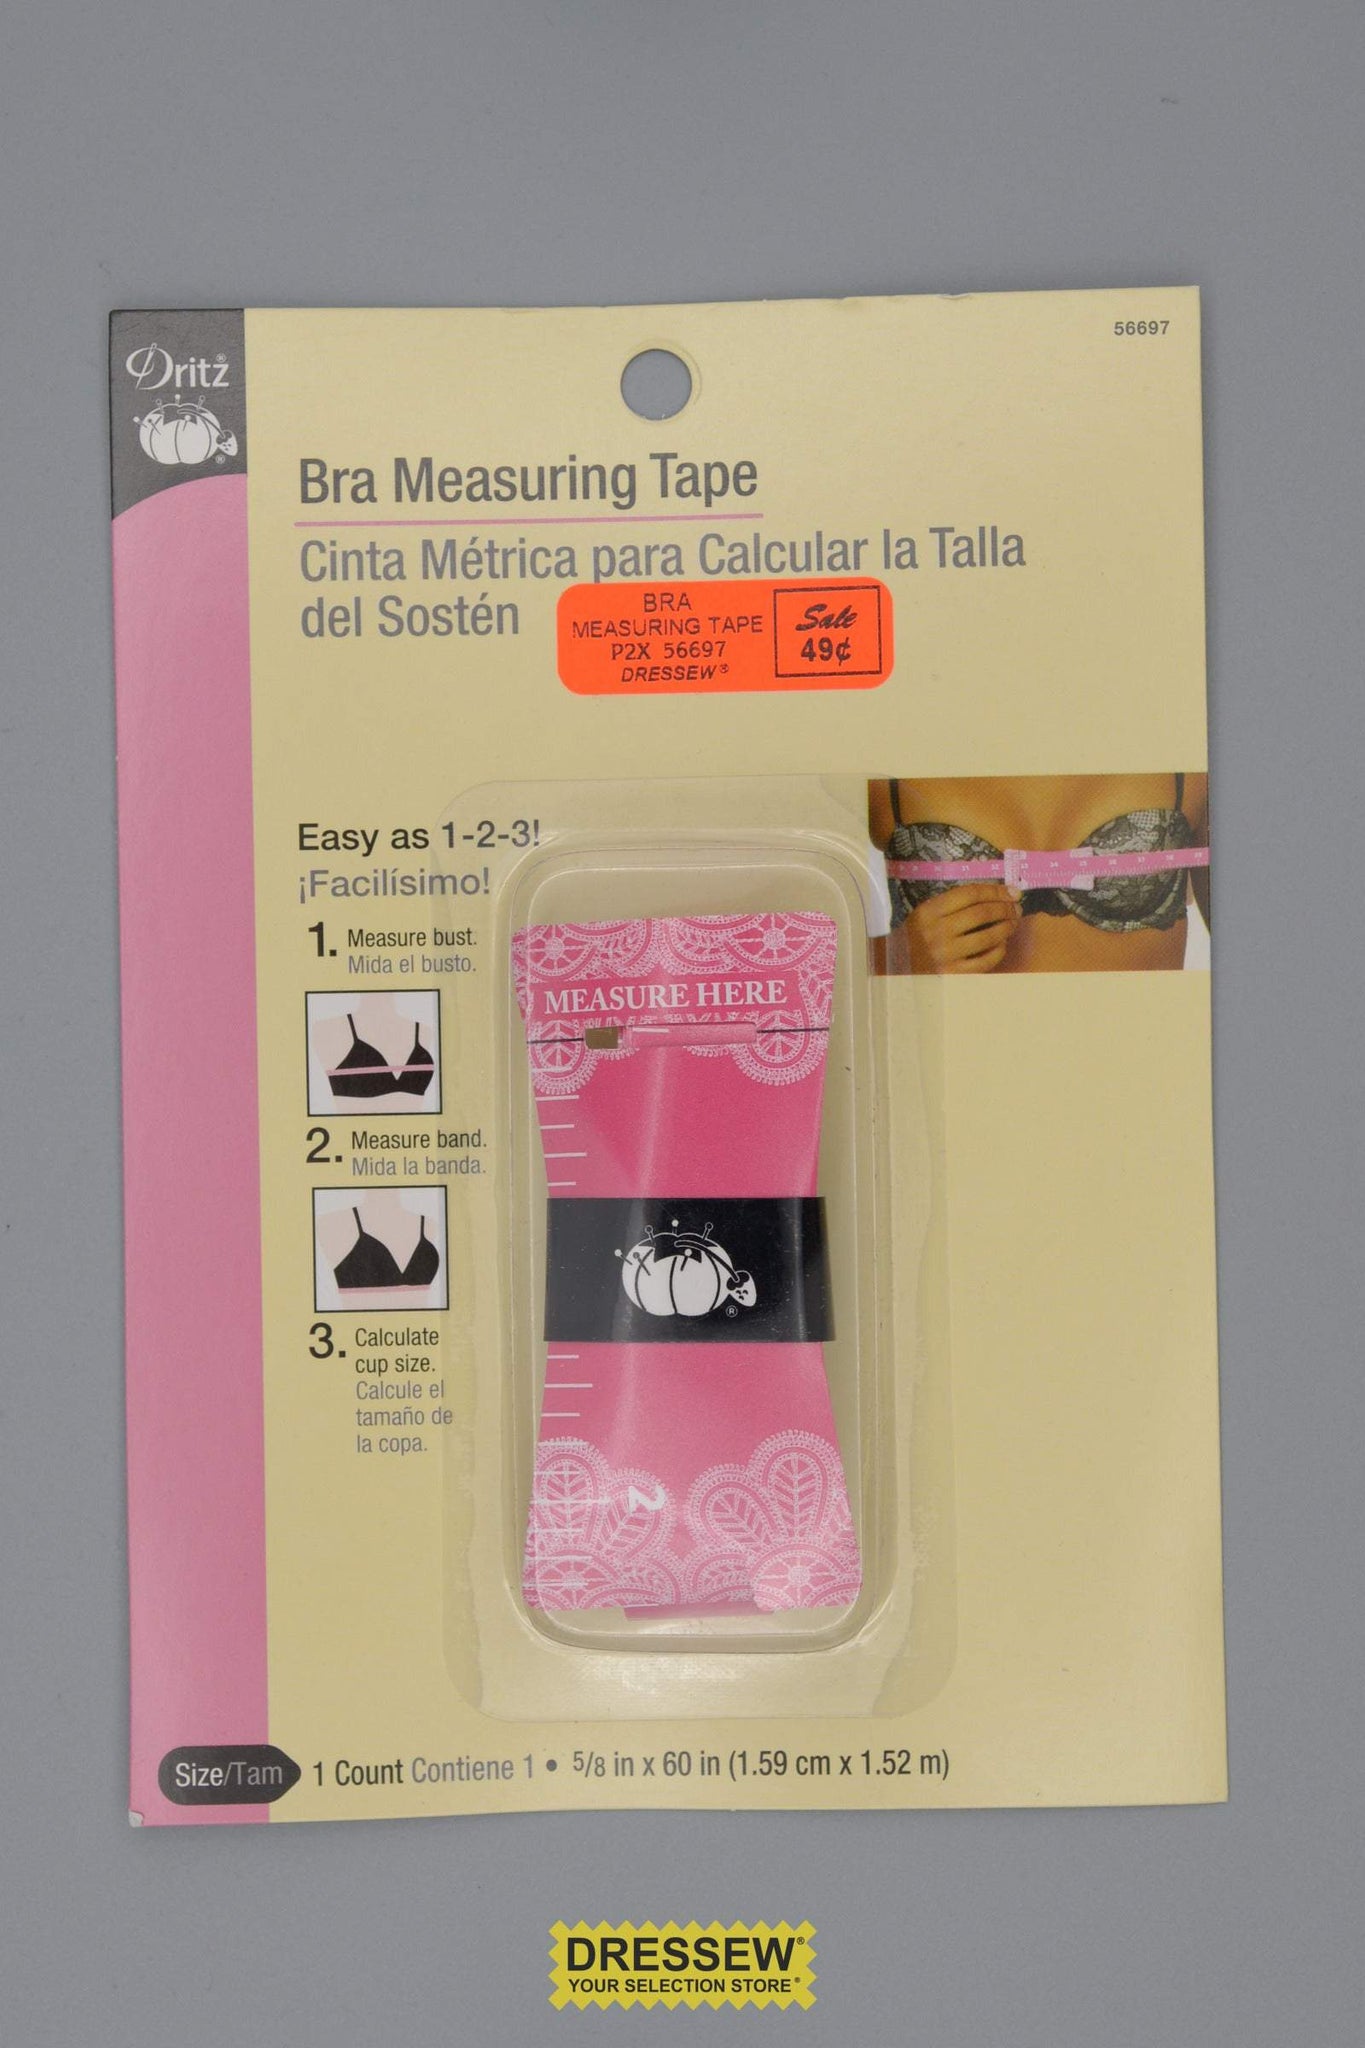 Dritz®
®
56697
Bra Measuring Tape
Cinta Métrica para Calcular la Talla
del Sostén
BRA
MEASURING TAPE
P2X 56697
DRESSEW®
Sale
49¢
Easy as 1-2-3!
¡Facilísimo!
1. Measure bust.
Mida el busto.
2. Measure band.
Mida la banda.
3. Calculate
cup size.
Calcule el
tamaño de
la copa.
MEASURE HERE
®
2
Size/Tam
1 Count Contiene 1 • 5/8 in x 60 in (1.59 cm x 1.52 m)
DRESSEW®
YOUR SELECTION STORE®